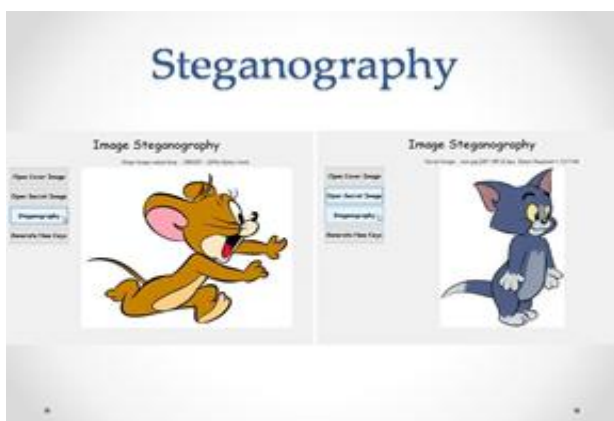 Steganography
Image Steganography
Open Cover Image
Open Secret Image
Steganography
Generate New Keys
Image Steganography
Open Cover Image
Open Secret Image
Steganography
Generate New Keys